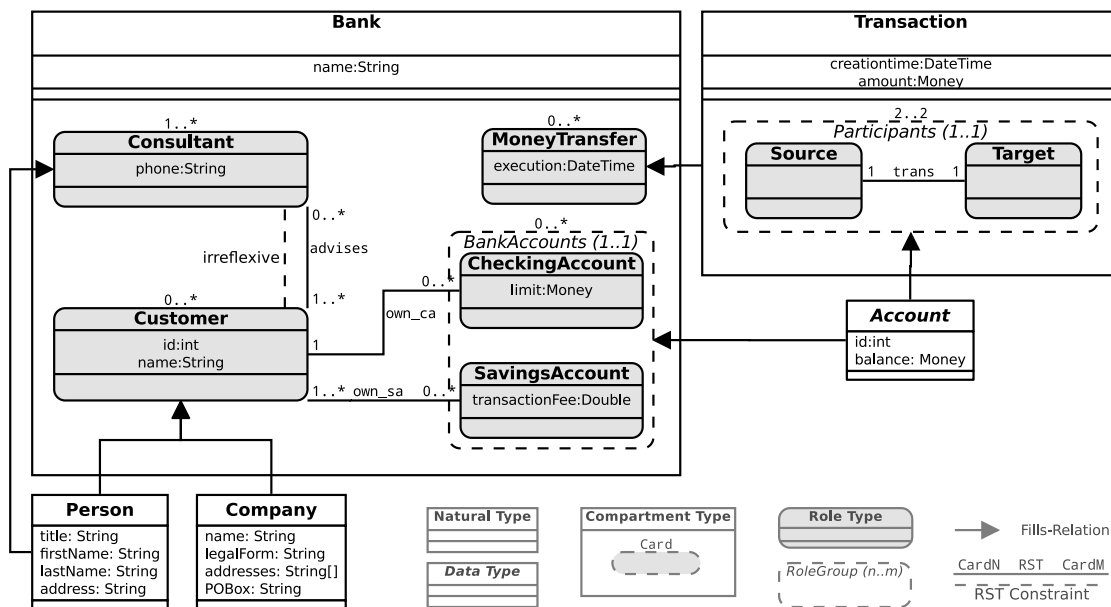 Bank
name:String
Transaction
creationtime:DateTime
amount:Money
1..*
Consultant
phone:String
0..*
MoneyTransfer
execution:DateTime
2..2
Participants (1..1)
Source
1 trans 1
Target
0..*
advises
irreflexive
1..*
0..*
BankAccounts (1..1)
CheckingAccount
limit:Money
0..*
own_ca
1
0..*
Customer
id:int
name:String
1..* own_sa 0..*
SavingsAccount
transactionFee:Double
Account
id:int
balance: Money
Person
title: String
firstName: String
lastName: String
address: String
Company
name: String
legalForm: String
addresses: String[]
POBox: String
Natural Type
Data Type
Compartment Type
Card
Role Type
RoleGroup (n..m)
Fills-Relation
CardN RST CardM
RST Constraint